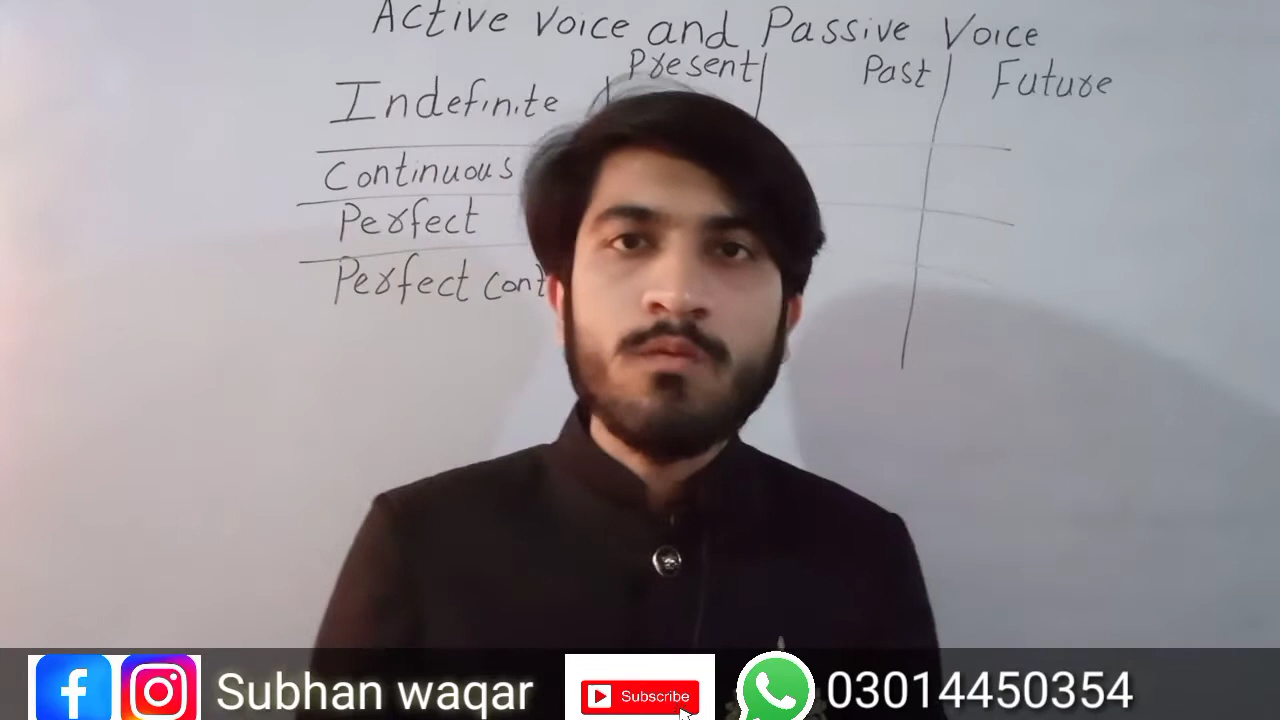 Active Voice and Passive Voice
Present Past Future
Indefinite
Continuous
Perfect
Perfect Cont
Subhan waqar Subscribe 03014450354